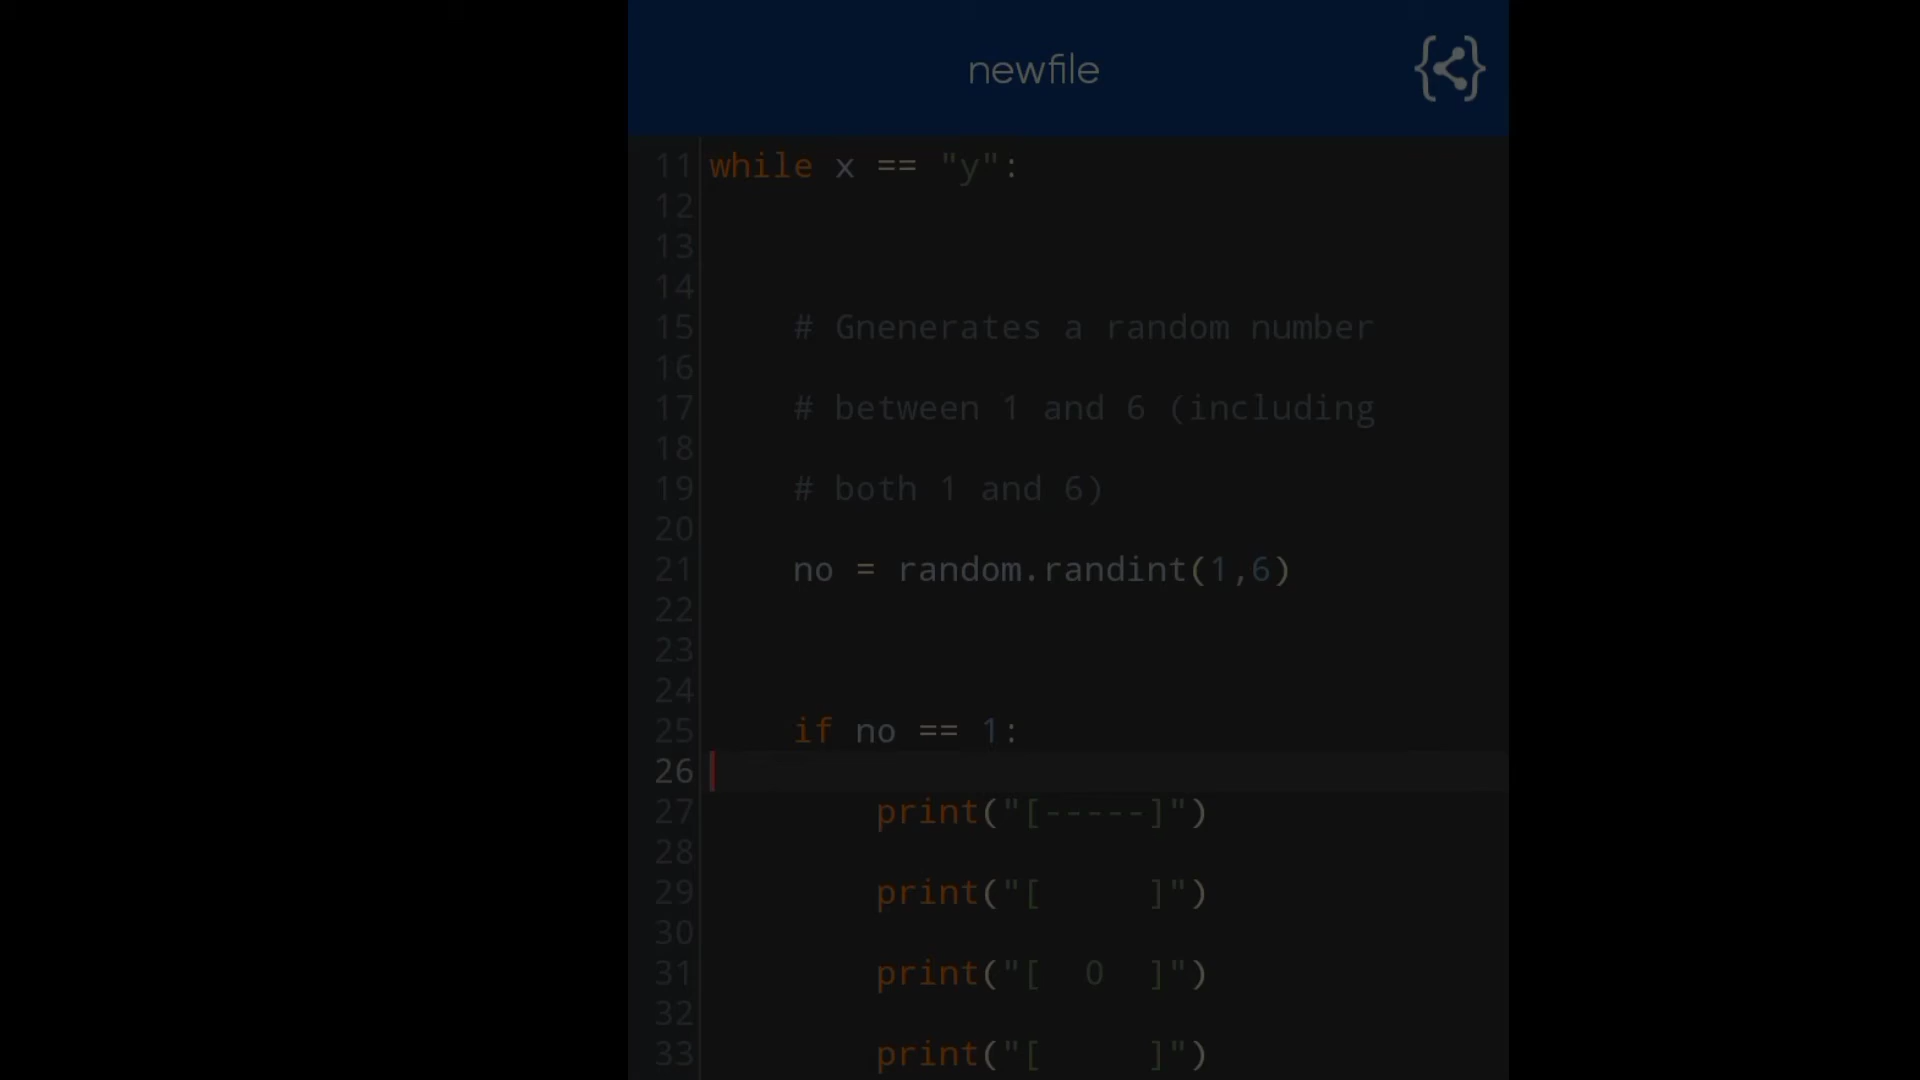 newfile
11 while x == "y":
12
13
14
15     # Gnenerates a random number
16
17     # between 1 and 6 (including
18
19     # both 1 and 6)
20
21     no = random.randint(1,6)
22
23
24
25     if no == 1:
26
27         print("[-----]")
28
29         print("[     ]")
30
31         print("[  0  ]")
32
33         print("[     ]")